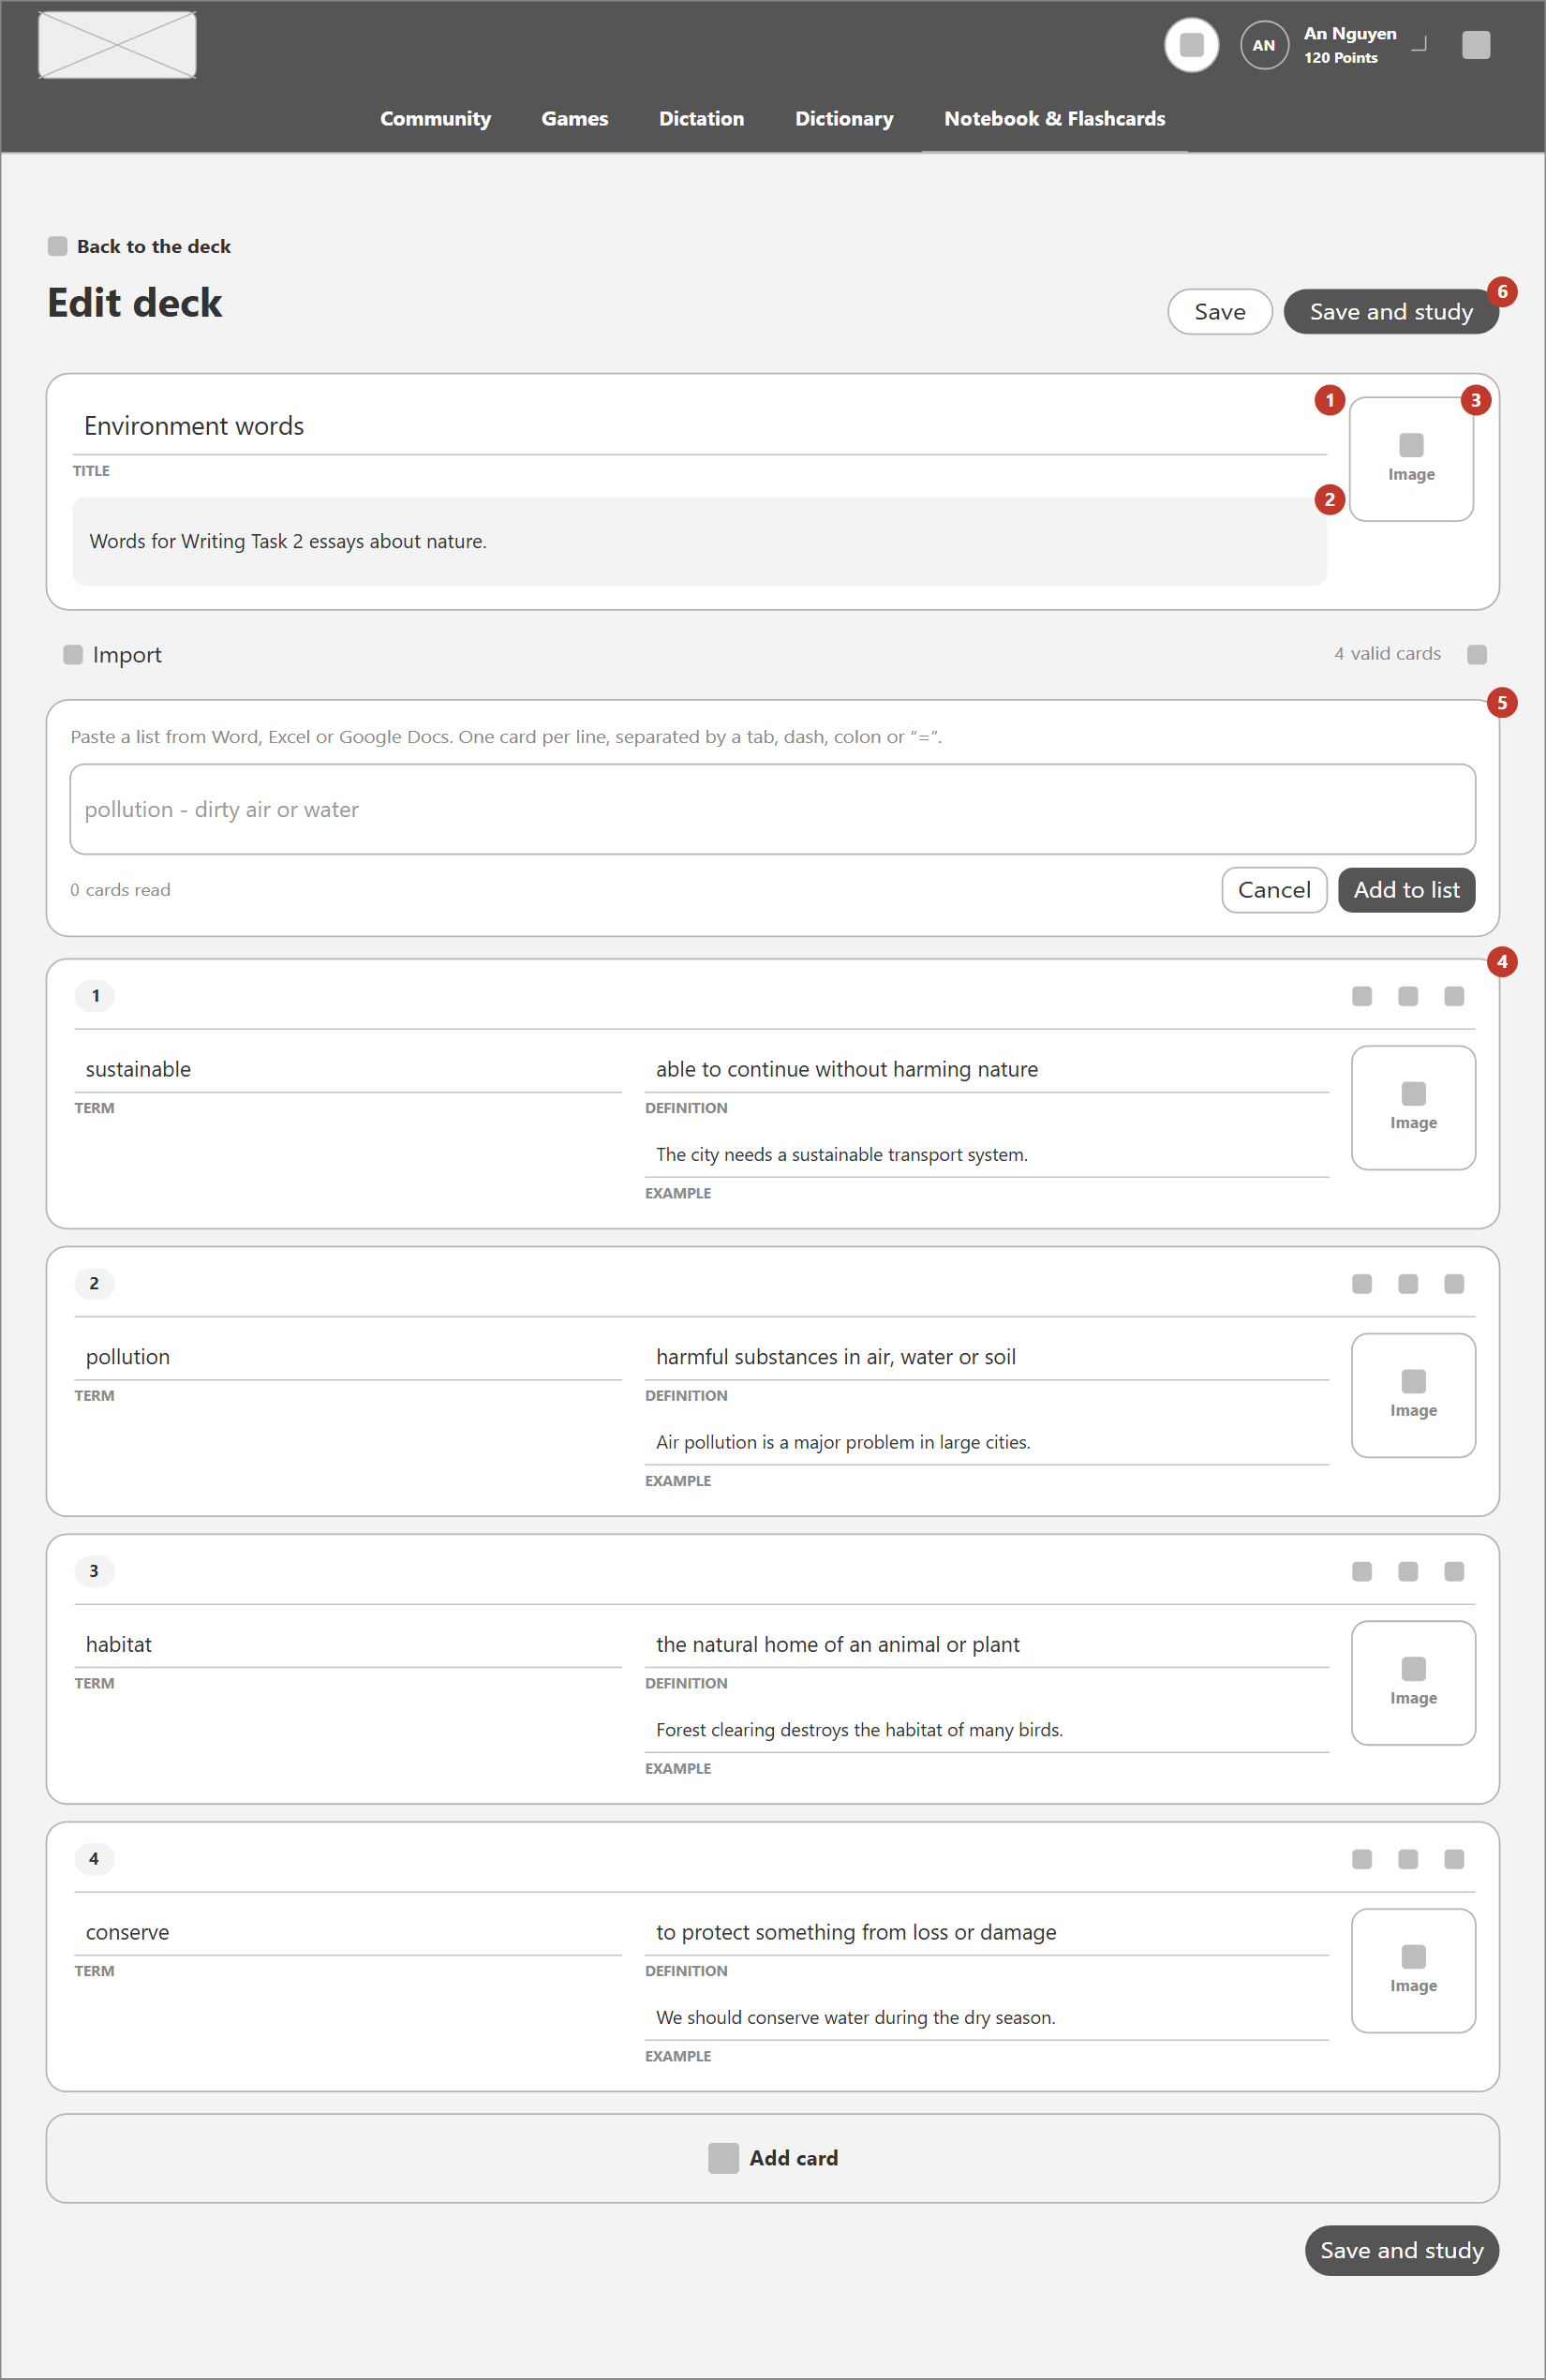 AN
An Nguyen
120 Points
Community Games Dictation Dictionary Notebook & Flashcards
Back to the deck
Edit deck
Save
Save and study
6
Environment words
1
3
TITLE
Image
2
Words for Writing Task 2 essays about nature.
Import
4 valid cards
5
Paste a list from Word, Excel or Google Docs. One card per line, separated by a tab, dash, colon or “=”.
pollution - dirty air or water
0 cards read
Cancel
Add to list
4
1
sustainable
TERM
able to continue without harming nature
DEFINITION
The city needs a sustainable transport system.
EXAMPLE
Image
2
pollution
TERM
harmful substances in air, water or soil
DEFINITION
Air pollution is a major problem in large cities.
EXAMPLE
Image
3
habitat
TERM
the natural home of an animal or plant
DEFINITION
Forest clearing destroys the habitat of many birds.
EXAMPLE
Image
4
conserve
TERM
to protect something from loss or damage
DEFINITION
We should conserve water during the dry season.
EXAMPLE
Image
Add card
Save and study